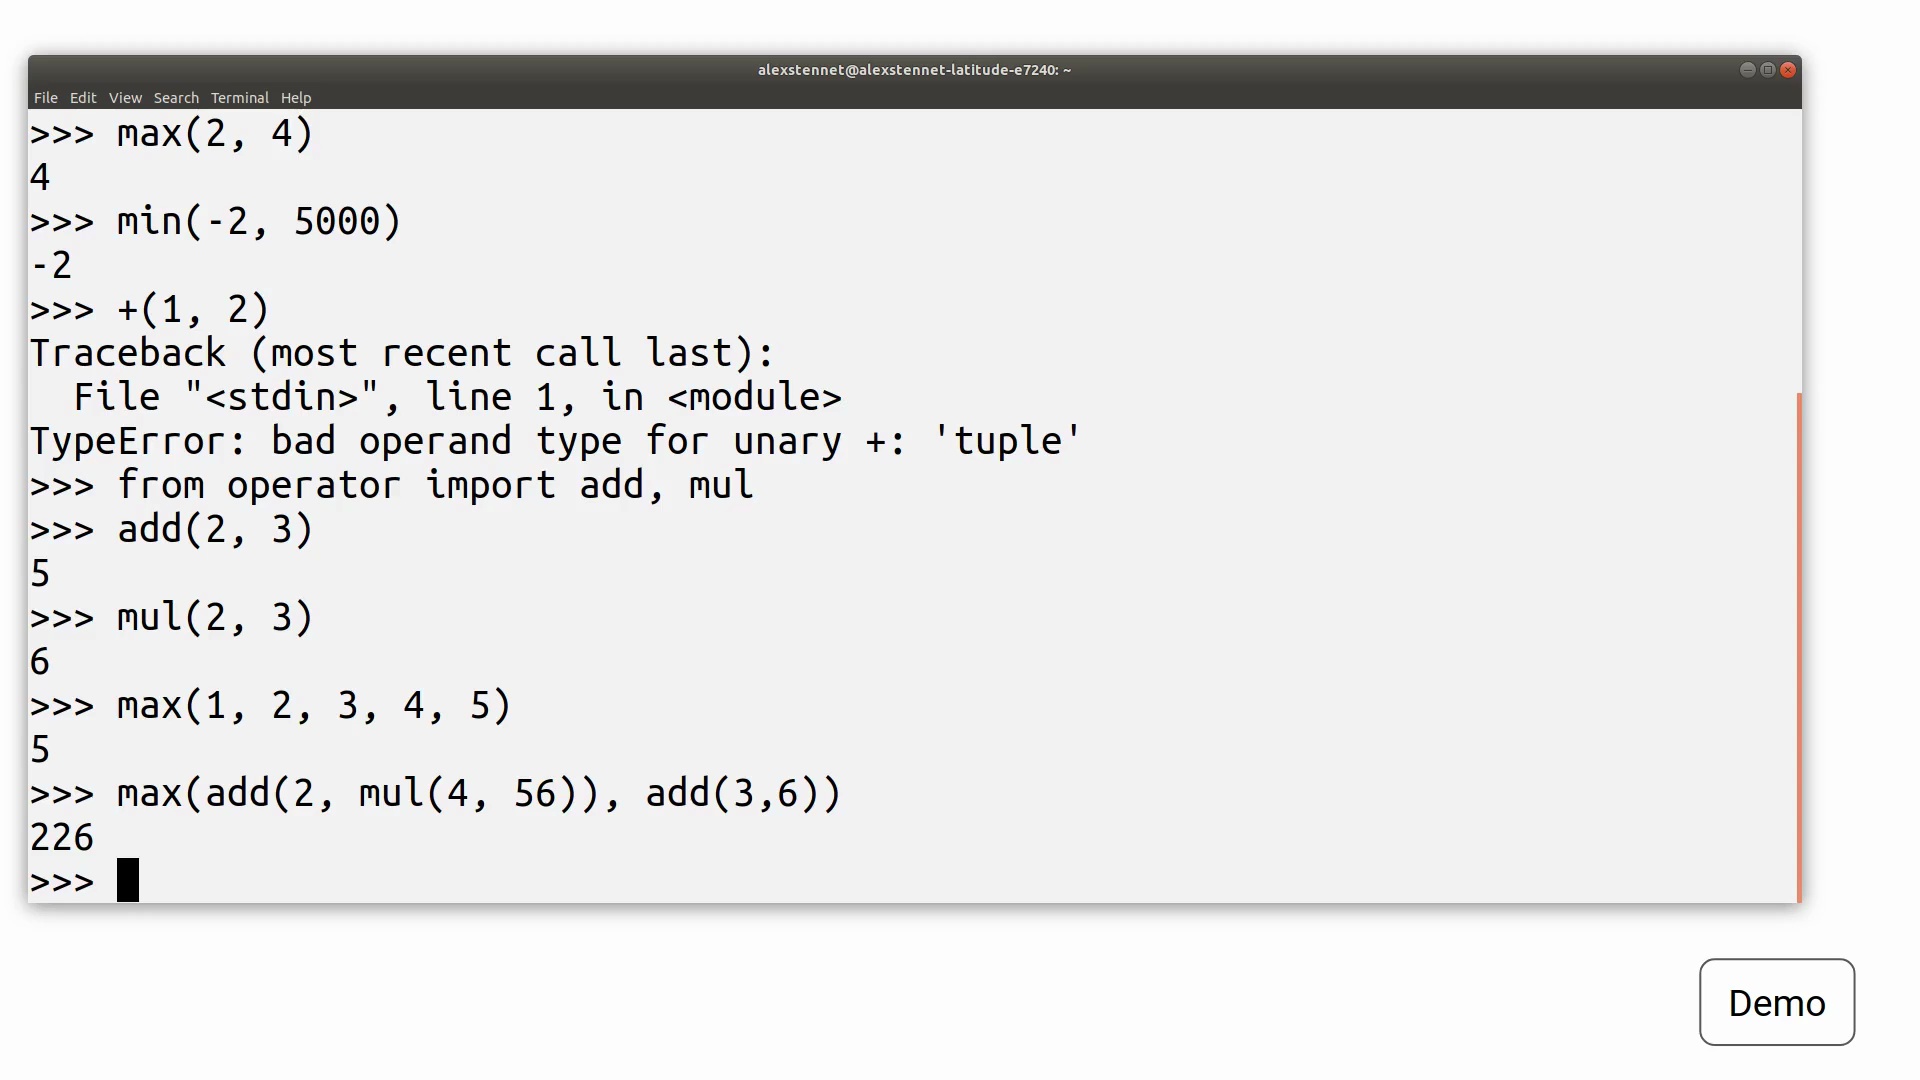 alexstennet@alexstennet-latitude-e7240: ~
File Edit View Search Terminal Help
>>> max(2, 4)
4
>>> min(-2, 5000)
-2
>>> +(1, 2)
Traceback (most recent call last):
  File "<stdin>", line 1, in <module>
TypeError: bad operand type for unary +: 'tuple'
>>> from operator import add, mul
>>> add(2, 3)
5
>>> mul(2, 3)
6
>>> max(1, 2, 3, 4, 5)
5
>>> max(add(2, mul(4, 56)), add(3,6))
226
>>>
Demo